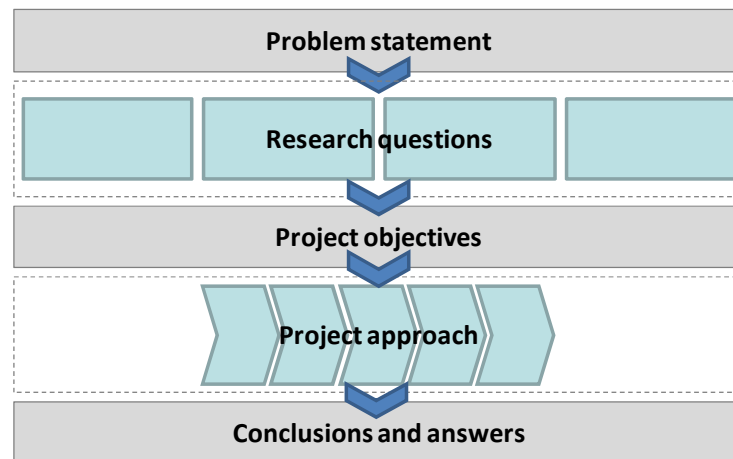 Problem statement
Research questions
Project objectives
Project approach
Conclusions and answers